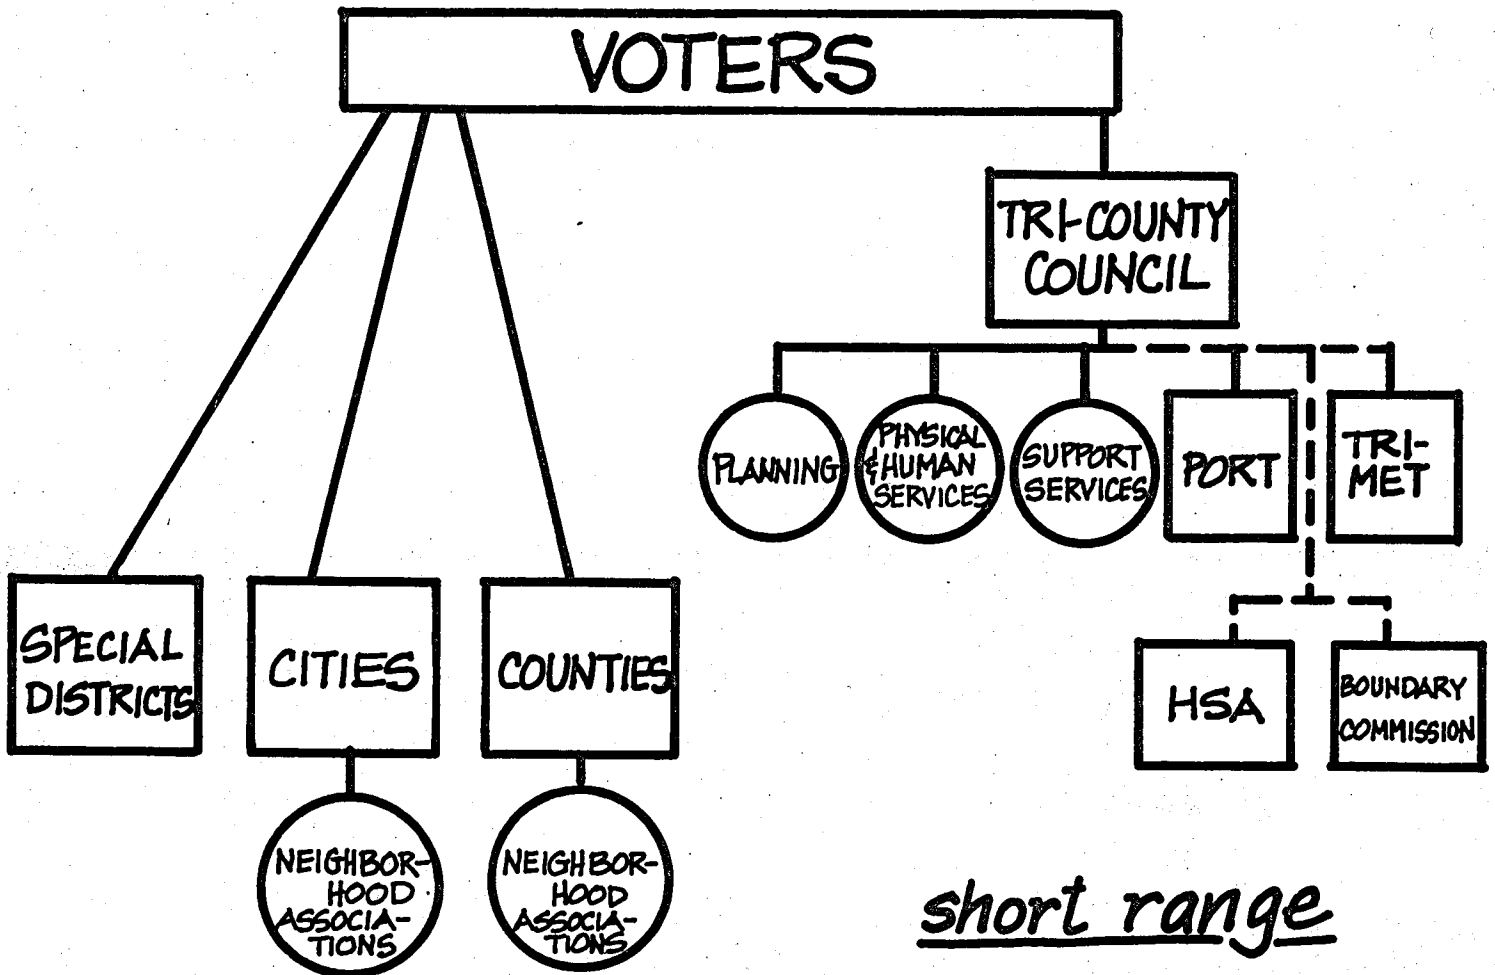 VOTERS
TRI-COUNTY
COUNCIL
PLANNING
PHYSICAL
& HUMAN
SERVICES
SUPPORT
SERVICES
PORT
TRI-
MET
SPECIAL
DISTRICTS
CITIES
COUNTIES
HSA
BOUNDARY
COMMISSION
NEIGHBOR-
HOOD
ASSOCIA-
TIONS
NEIGHBOR-
HOOD
ASSOCIA-
TIONS
short range